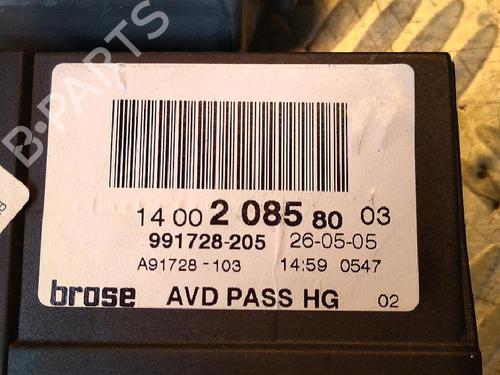 B-PARTS
14 00 2 085 80 03
991728-205 26-05-05
A91728-103 14:59 0547
brose AVD PASS HG 02